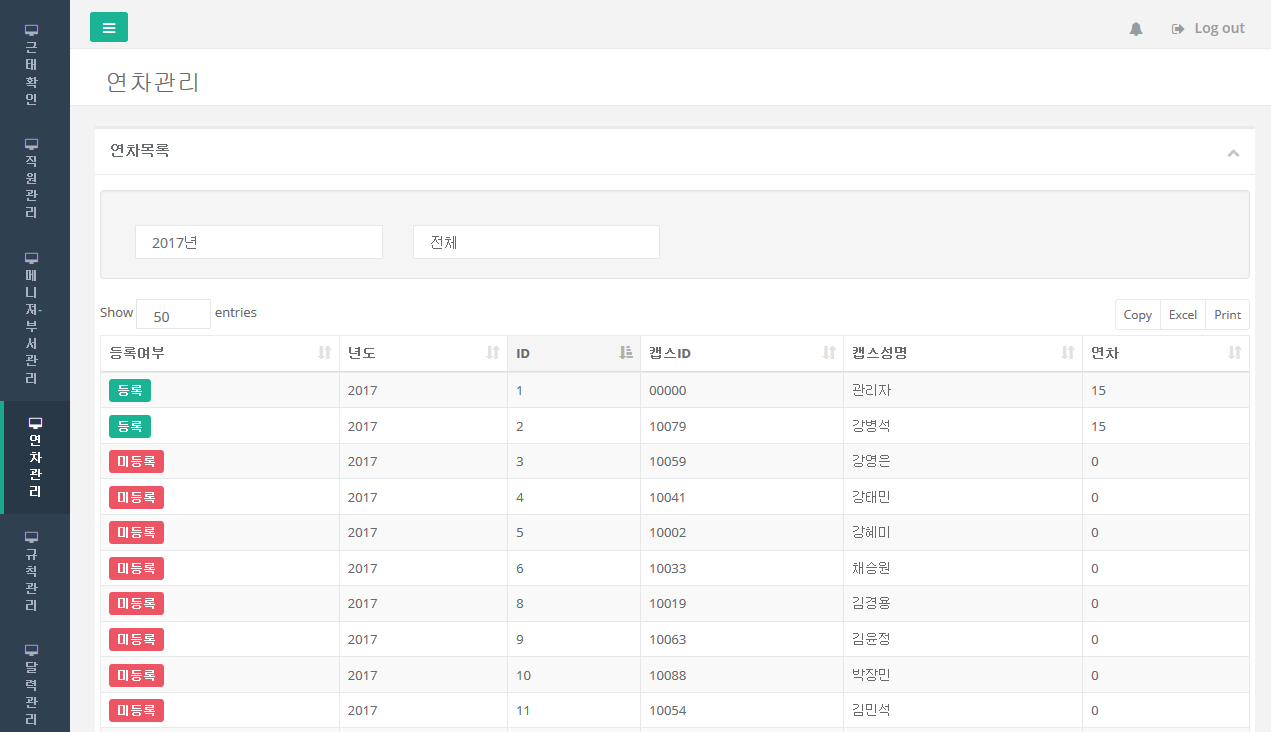 근태확인
직원관리
메니저-부서관리
연차관리
규칙관리
달력관리
Log out
연차관리
연차목록
2017년 전체
Show 50 entries Copy Excel Print
등록여부 년도 ID 캡스ID 캡스성명 연차
등록 2017 1 00000 관리자 15
등록 2017 2 10079 강병석 15
미등록 2017 3 10059 강영은 0
미등록 2017 4 10041 강태민 0
미등록 2017 5 10002 강혜미 0
미등록 2017 6 10033 채승원 0
미등록 2017 8 10019 김경용 0
미등록 2017 9 10063 김윤정 0
미등록 2017 10 10088 박장민 0
미등록 2017 11 10054 김민석 0